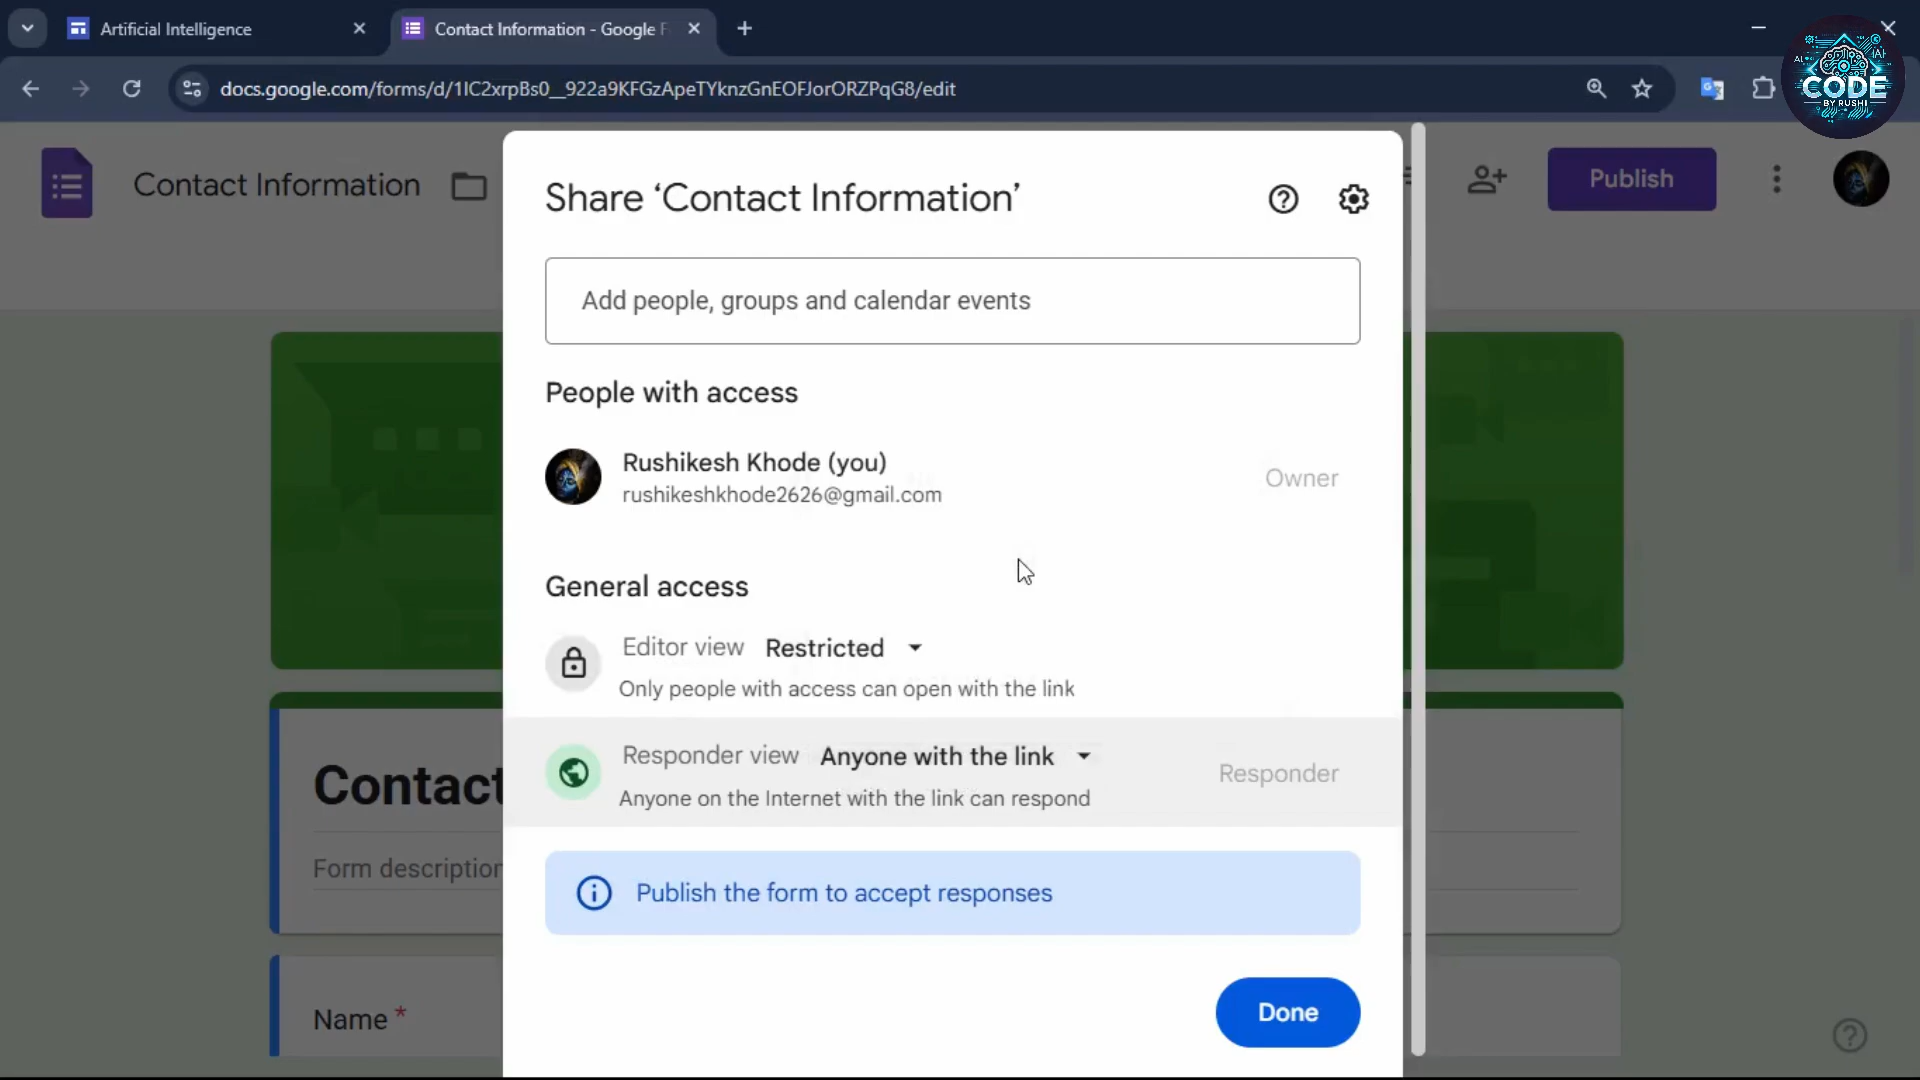 Artificial Intelligence
Contact Information - Google F
docs.google.com/forms/d/1IC2xrpBs0__922a9KFGzApeTYknzGnEOFJorORZPqG8/edit
AI
AI
CODE
BY RUSHI
Contact Information
Publish
Share ‘Contact Information’
Add people, groups and calendar events
People with access
Rushikesh Khode (you)
rushikeshkhode2626@gmail.com
Owner
General access
Editor view Restricted
Only people with access can open with the link
Responder view Anyone with the link
Anyone on the Internet with the link can respond
Responder
Contact
Form description
Publish the form to accept responses
Name *
Done